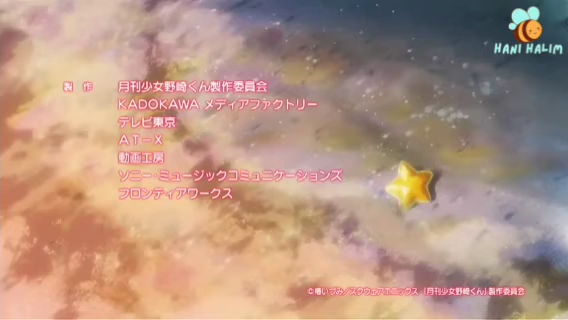 HANI HALIM
製作 月刊少女野崎くん製作委員会
KADOKAWA メディアファクトリー
テレビ東京
AT-X
動画工房
ソニー・ミュージックコミュニケーションズ
フロンティアワークス
©椿いづみ/スクウェアエニックス・「月刊少女野崎くん」製作委員会